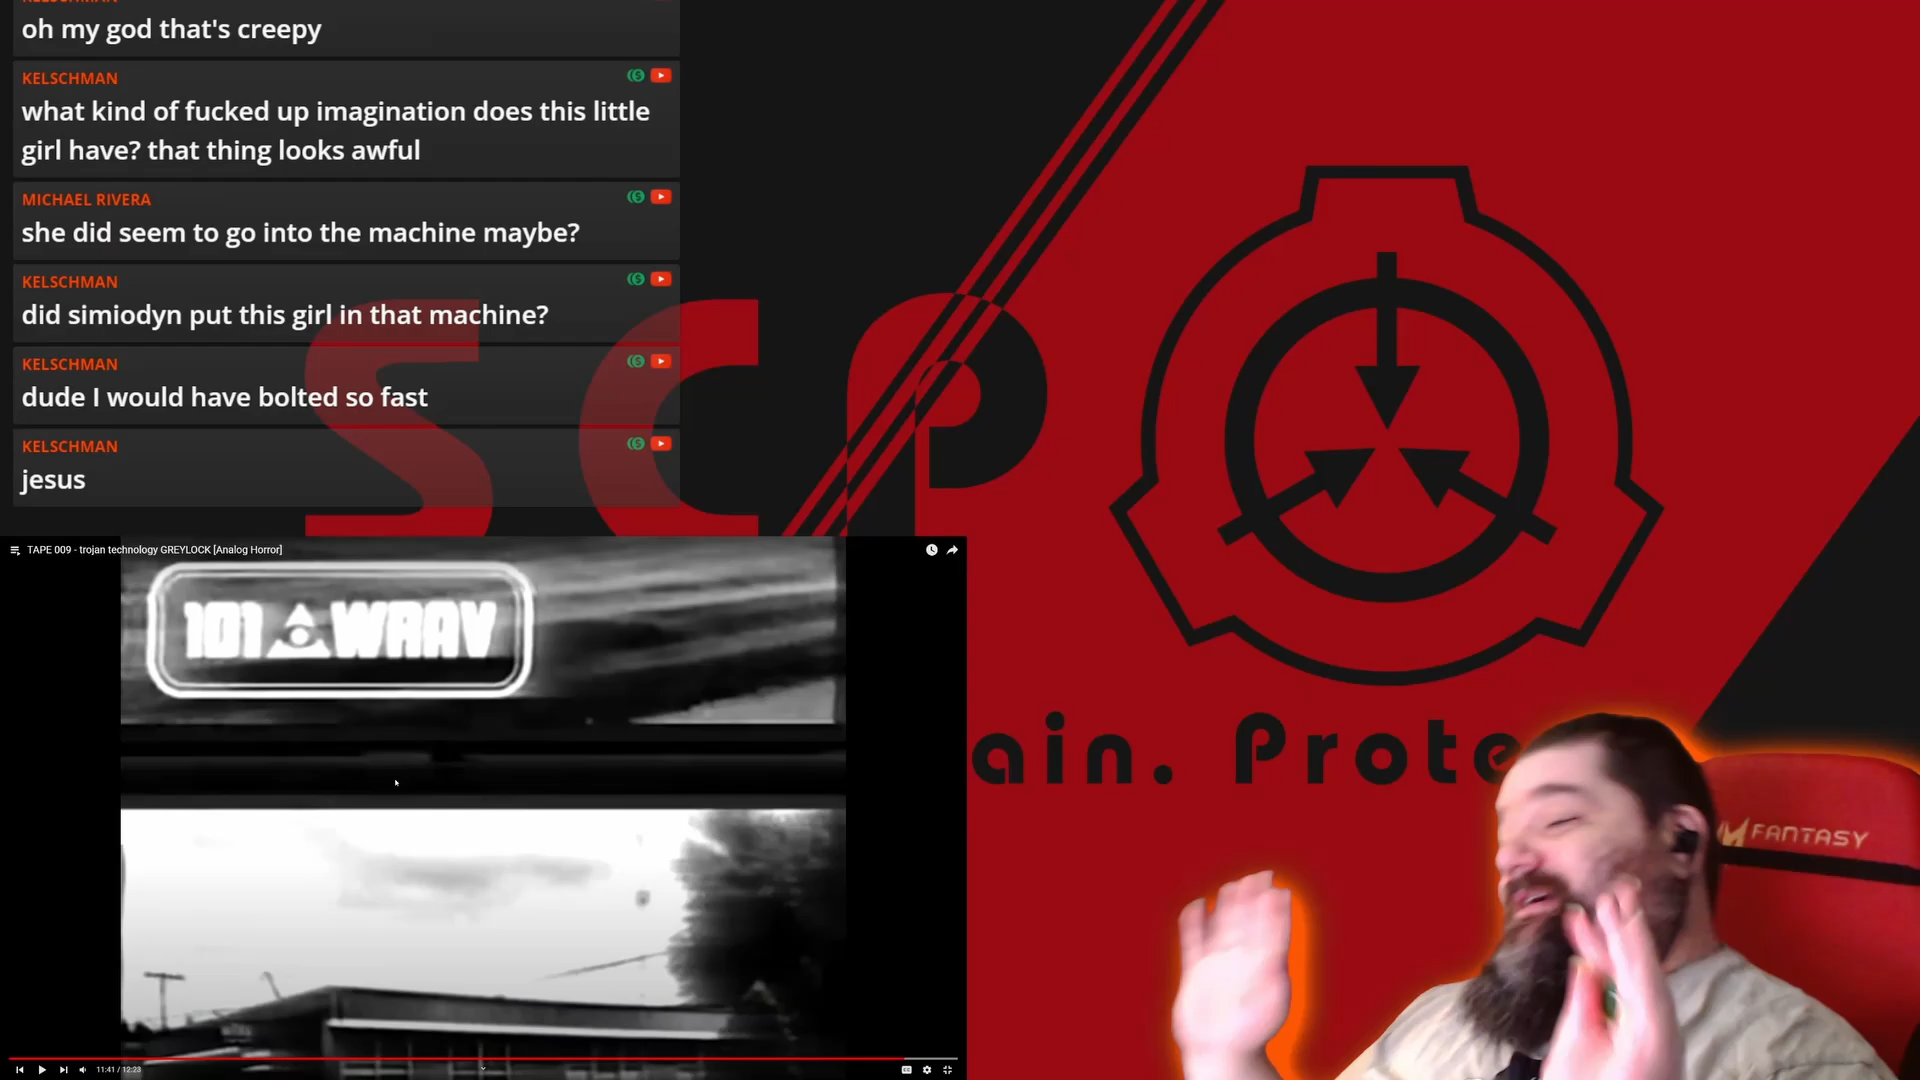 oh my god that's creepy
KELSCHMAN
what kind of fucked up imagination does this little
girl have? that thing looks awful
MICHAEL RIVERA
she did seem to go into the machine maybe?
KELSCHMAN
did simiodyn put this girl in that machine?
KELSCHMAN
dude I would have bolted so fast
KELSCHMAN
jesus
SCP
TAPE 009 - trojan technology GREYLOCK [Analog Horror]
101 WRAV
ain. Prote
FANTASY
11:41 / 12:23